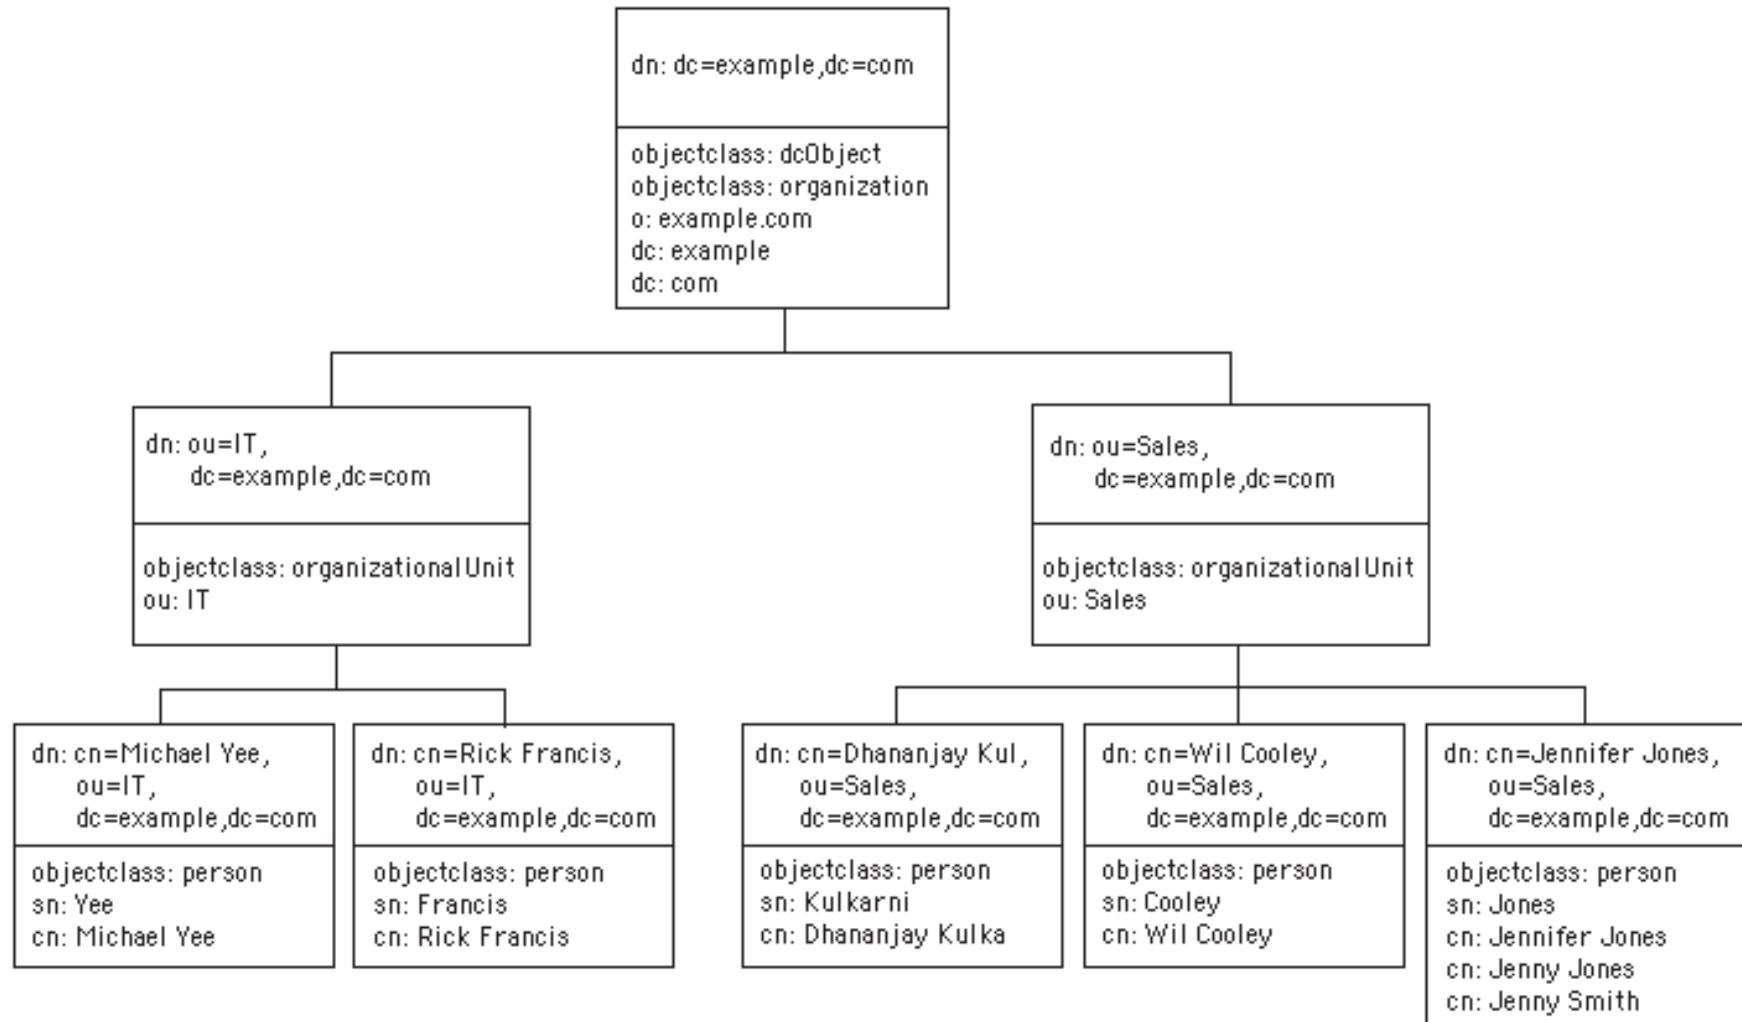 dn: dc=example,dc=com
objectclass: dcObject
objectclass: organization
o: example.com
dc: example
dc: com
dn: ou=IT,
dc=example,dc=com
objectclass: organizationalUnit
ou: IT
dn: ou=Sales,
dc=example,dc=com
objectclass: organizationalUnit
ou: Sales
dn: cn=Michael Yee,
ou=IT,
dc=example,dc=com
objectclass: person
sn: Yee
cn: Michael Yee
dn: cn=Rick Francis,
ou=IT,
dc=example,dc=com
objectclass: person
sn: Francis
cn: Rick Francis
dn: cn=Dhananjay Kul,
ou=Sales,
dc=example,dc=com
objectclass: person
sn: Kulkarni
cn: Dhananjay Kulka
dn: cn=Wil Cooley,
ou=Sales,
dc=example,dc=com
objectclass: person
sn: Cooley
cn: Wil Cooley
dn: cn=Jennifer Jones,
ou=Sales,
dc=example,dc=com
objectclass: person
sn: Jones
cn: Jennifer Jones
cn: Jenny Jones
cn: Jenny Smith